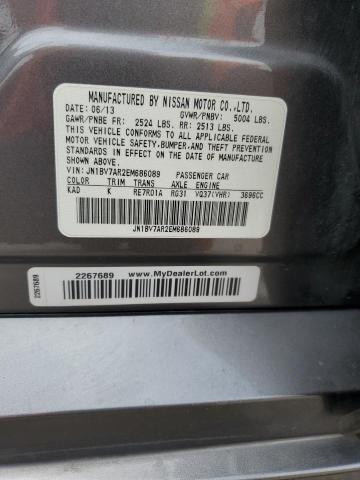 MANUFACTURED BY NISSAN MOTOR CO.,LTD.
DATE: 06/13 GVWR/PNBV: 5004 LBS.
GAWR/PNBE FR: 2524 LBS. RR: 2513 LBS.
THIS VEHICLE CONFORMS TO ALL APPLICABLE FEDERAL
MOTOR VEHICLE SAFETY,BUMPER,AND THEFT PREVENTION
STANDARDS IN EFFECT ON THE DATE OF MANUFACTURE
SHOWN ABOVE.
VIN: JN1BV7AR2EM686089 PASSENGER CAR
COLOR TRIM TRANS AXLE ENGINE
KAD K RE7R01A RG31 VQ37(VHR) 3696CC
JN1BV7AR2EM686089
2267689
2267689 www.MyDealerLot.com